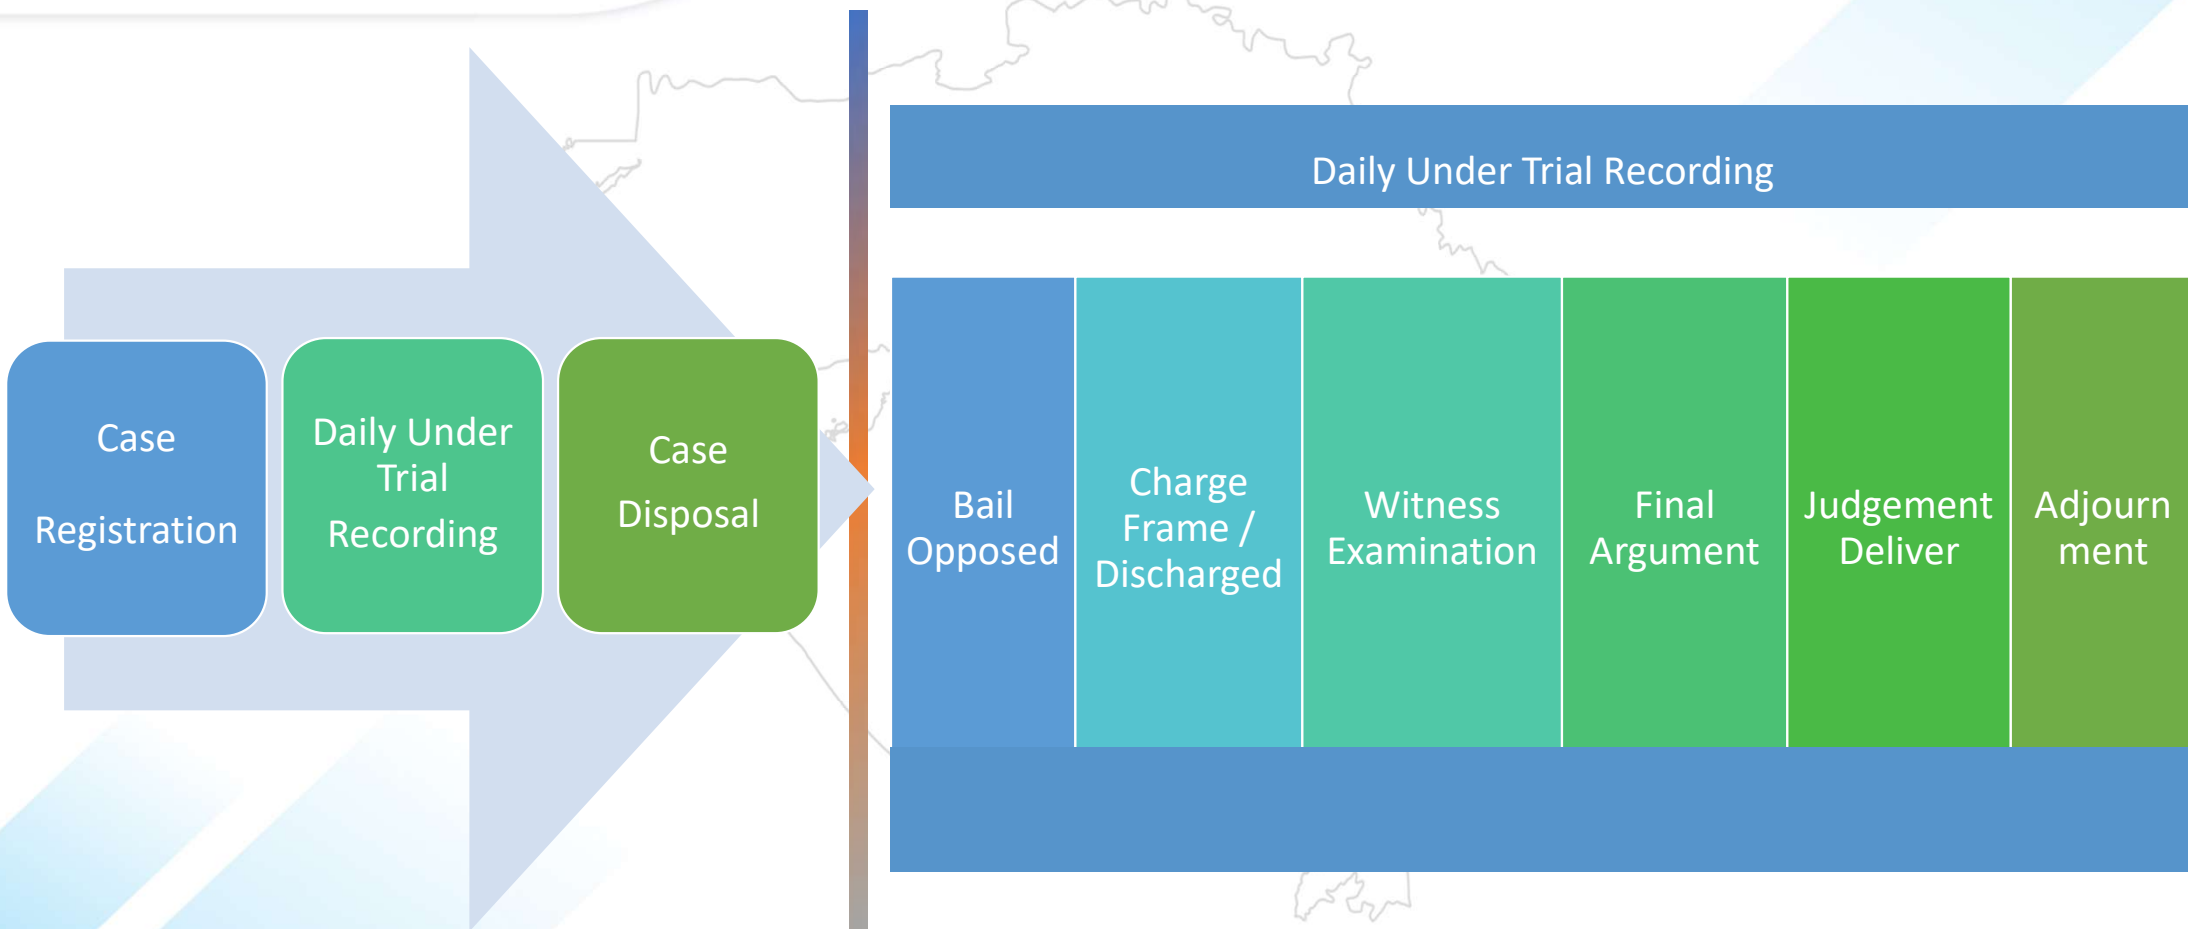 Case
Registration
Daily Under
Trial
Recording
Case
Disposal
Daily Under Trial Recording
Bail
Opposed
Charge
Frame /
Discharged
Witness
Examination
Final
Argument
Judgement
Deliver
Adjourn
ment